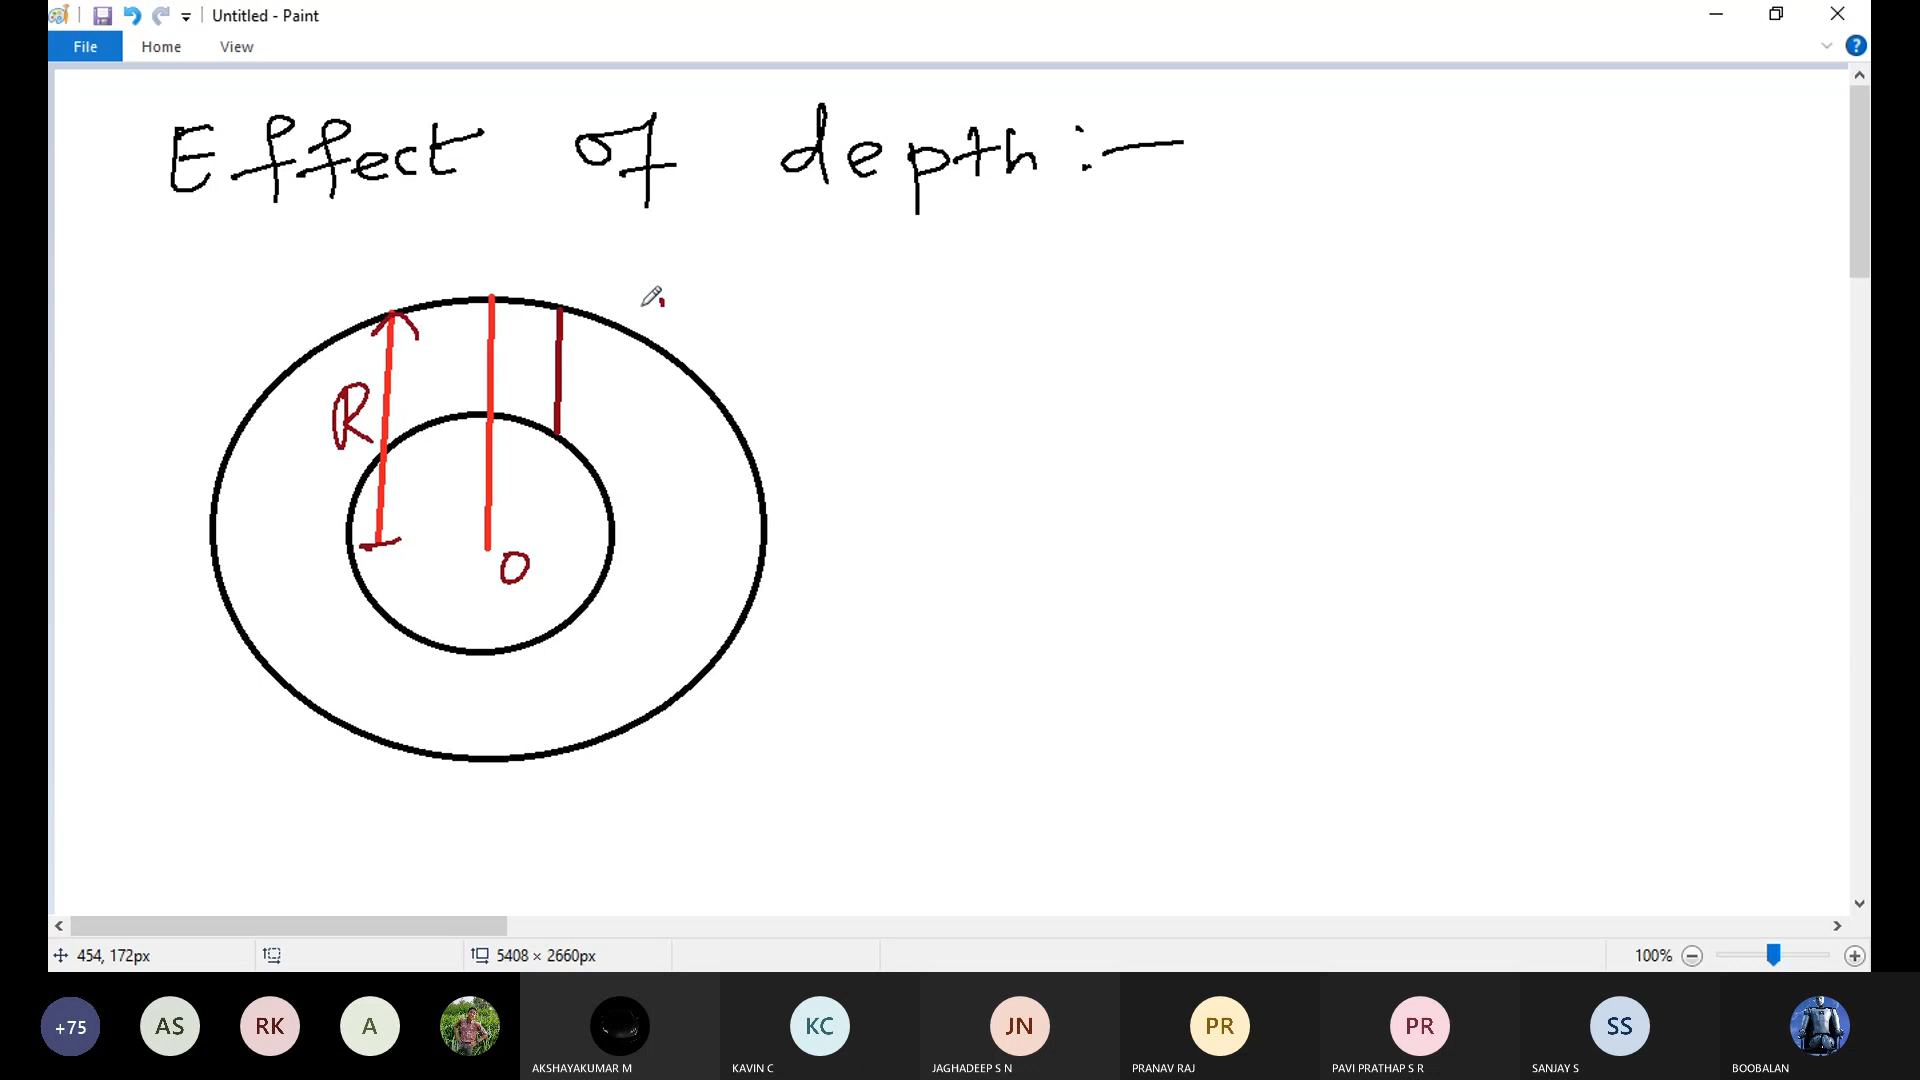 Untitled - Paint
File Home View
Effect of depth :-
R
O
454, 172px
5408 × 2660px
100%
+75 AS RK A KC JN PR PR SS
AKSHAYAKUMAR M KAVIN C JAGHADEEP S N PRANAV RAJ PAVI PRATHAP S R SANJAY S BOOBALAN